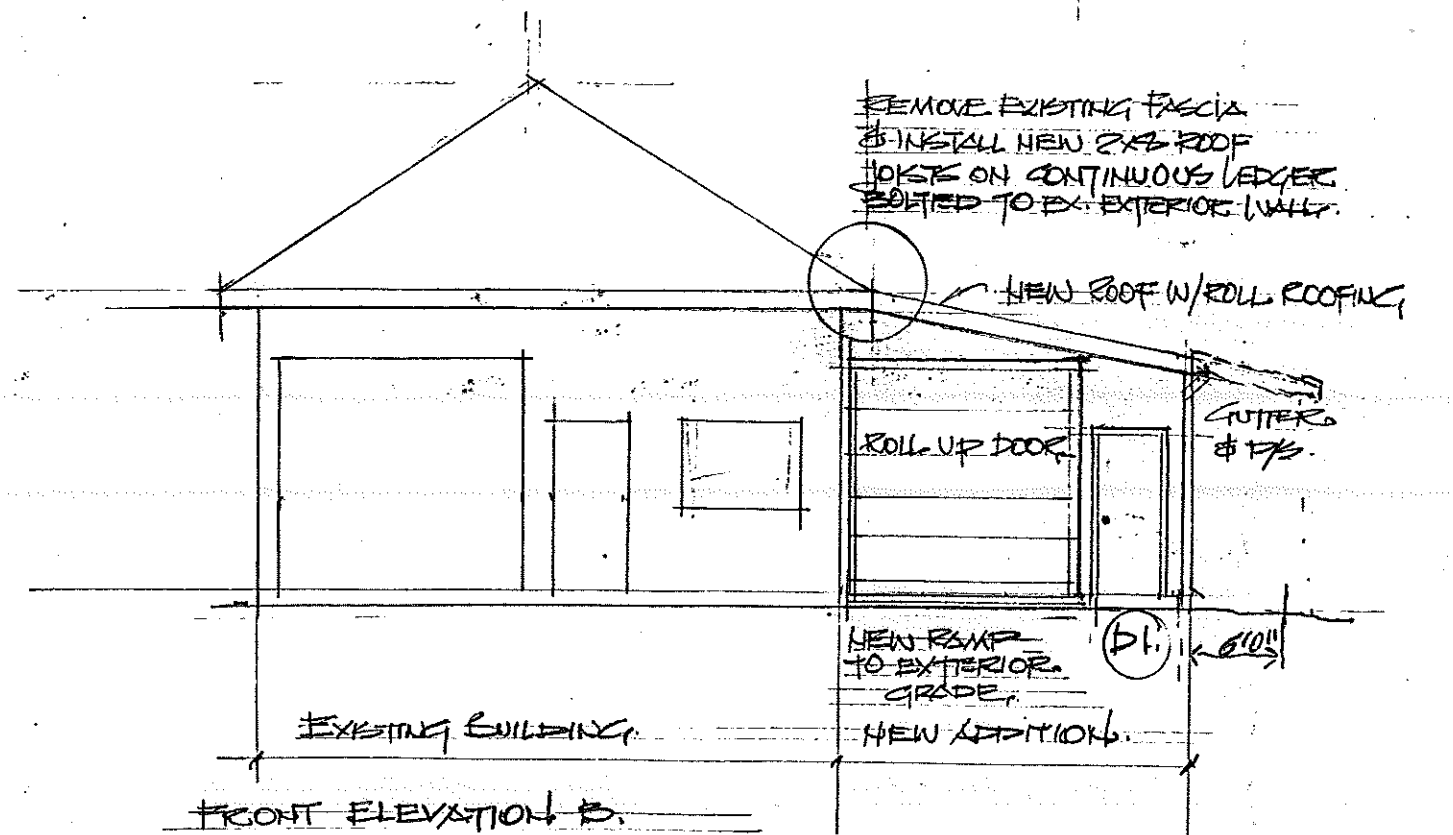 REMOVE EXISTING FASCIA
& INSTALL NEW 2X8 ROOF
JOISTS ON CONTINUOUS LEDGER
BOLTED TO EX. EXTERIOR WALL.
NEW ROOF W/ROLL ROOFING
GUTTER
& D/S.
ROLL UP DOOR
NEW RAMP
TO EXTERIOR
GRADE.
D1.
6'0"
EXISTING BUILDING.
NEW ADDITION.
FRONT ELEVATION B.